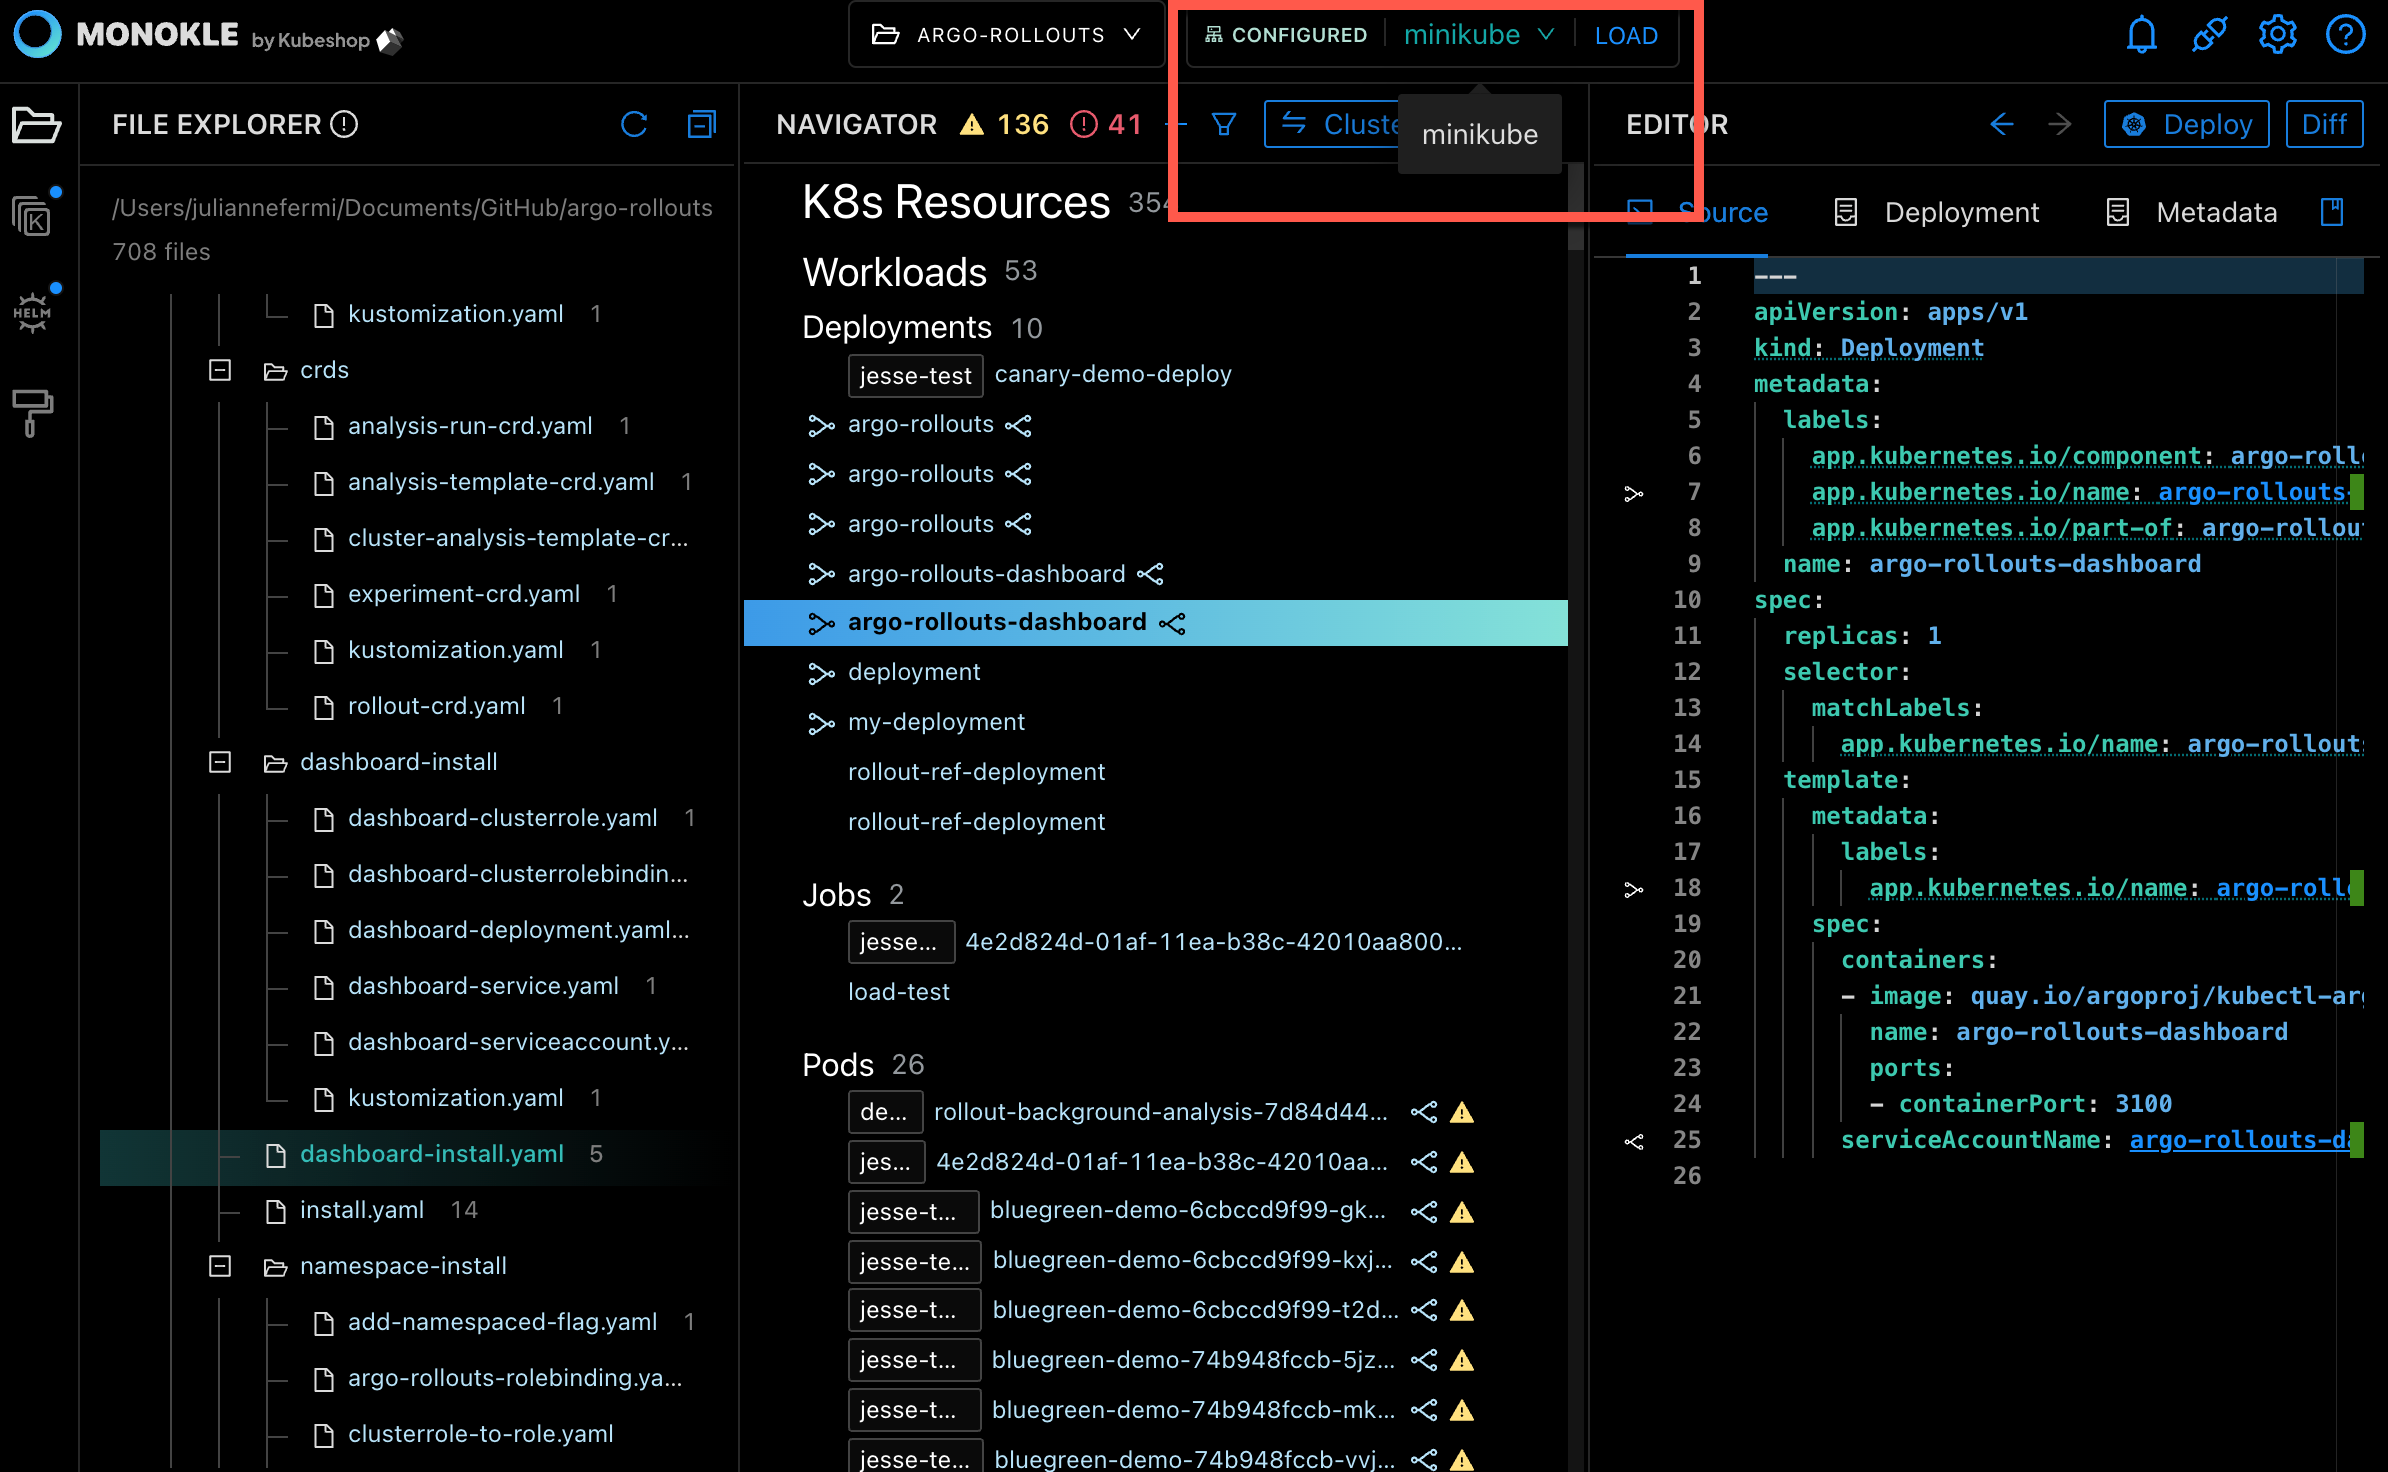 MONOKLE by Kubeshop
ARGO-ROLLOUTS
CONFIGURED minikube LOAD
minikube
FILE EXPLORER
/Users/juliannefermi/Documents/GitHub/argo-rollouts
708 files
kustomization.yaml 1
crds
analysis-run-crd.yaml 1
analysis-template-crd.yaml 1
cluster-analysis-template-cr...
experiment-crd.yaml 1
kustomization.yaml 1
rollout-crd.yaml 1
dashboard-install
dashboard-clusterrole.yaml 1
dashboard-clusterrolebindin...
dashboard-deployment.yaml...
dashboard-service.yaml 1
dashboard-serviceaccount.y...
kustomization.yaml 1
dashboard-install.yaml 5
install.yaml 14
namespace-install
add-namespaced-flag.yaml 1
argo-rollouts-rolebinding.ya...
clusterrole-to-role.yaml
HELM
NAVIGATOR 136 41
Cluste
K8s Resources 354
Workloads 53
Deployments 10
jesse-test canary-demo-deploy
argo-rollouts
argo-rollouts
argo-rollouts
argo-rollouts-dashboard
argo-rollouts-dashboard
deployment
my-deployment
rollout-ref-deployment
rollout-ref-deployment
Jobs 2
jesse... 4e2d824d-01af-11ea-b38c-42010aa800...
load-test
Pods 26
de... rollout-background-analysis-7d84d44...
jes... 4e2d824d-01af-11ea-b38c-42010aa...
jesse-t... bluegreen-demo-6cbccd9f99-gk...
jesse-te... bluegreen-demo-6cbccd9f99-kxj...
jesse-t... bluegreen-demo-6cbccd9f99-t2d...
jesse-t... bluegreen-demo-74b948fccb-5jz...
jesse-t... bluegreen-demo-74b948fccb-mk...
jesse-te... bluegreen-demo-74b948fccb-vvj...
EDITOR
Deploy Diff
Source Deployment Metadata
1 ---
2 apiVersion: apps/v1
3 kind: Deployment
4 metadata:
5 labels:
6 app.kubernetes.io/component: argo-roll
7 app.kubernetes.io/name: argo-rollouts-
8 app.kubernetes.io/part-of: argo-rollou
9 name: argo-rollouts-dashboard
10 spec:
11 replicas: 1
12 selector:
13 matchLabels:
14 app.kubernetes.io/name: argo-rollouts
15 template:
16 metadata:
17 labels:
18 app.kubernetes.io/name: argo-roll
19 spec:
20 containers:
21 - image: quay.io/argoproj/kubectl-arg
22 name: argo-rollouts-dashboard
23 ports:
24 - containerPort: 3100
25 serviceAccountName: argo-rollouts-da
26